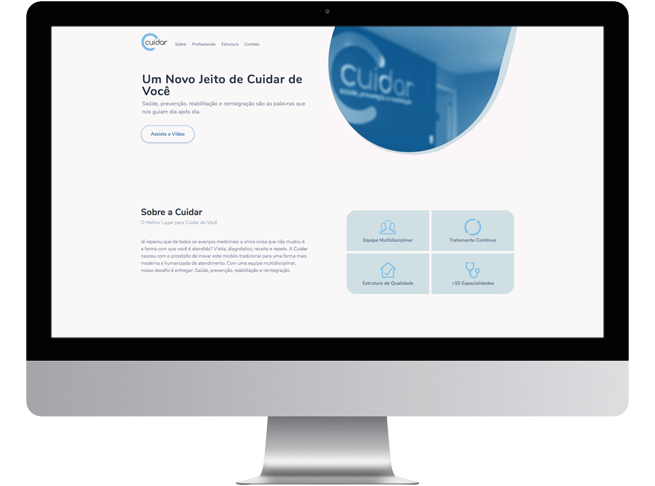 cuidar
Sobre Profissionais Estrutura Contato
cuidar
saúde, prevenção e
Um Novo Jeito de Cuidar de
Você
Saúde, prevenção, reabilitação e reintegração são as palavras que
nos guiam dia após dia.
Assista o Vídeo
Sobre a Cuidar
O Melhor Lugar para Cuidar de Você
Já reparou que de todos os avanços medicinais a única coisa que não mudou é
a forma com que você é atendido? Visita, diagnóstico, receita e repete. A Cuidar
nasceu com o propósito de inovar este modelo tradicional para uma forma mais
moderna e humanizada de atendimento. Com uma equipe multidisciplinar,
nosso desafio é entregar: Saúde, prevenção, reabilitação e reintegração.
Equipe Multidisciplinar
Tratamento Contínuo
Estrutura de Qualidade
+10 Especialidades